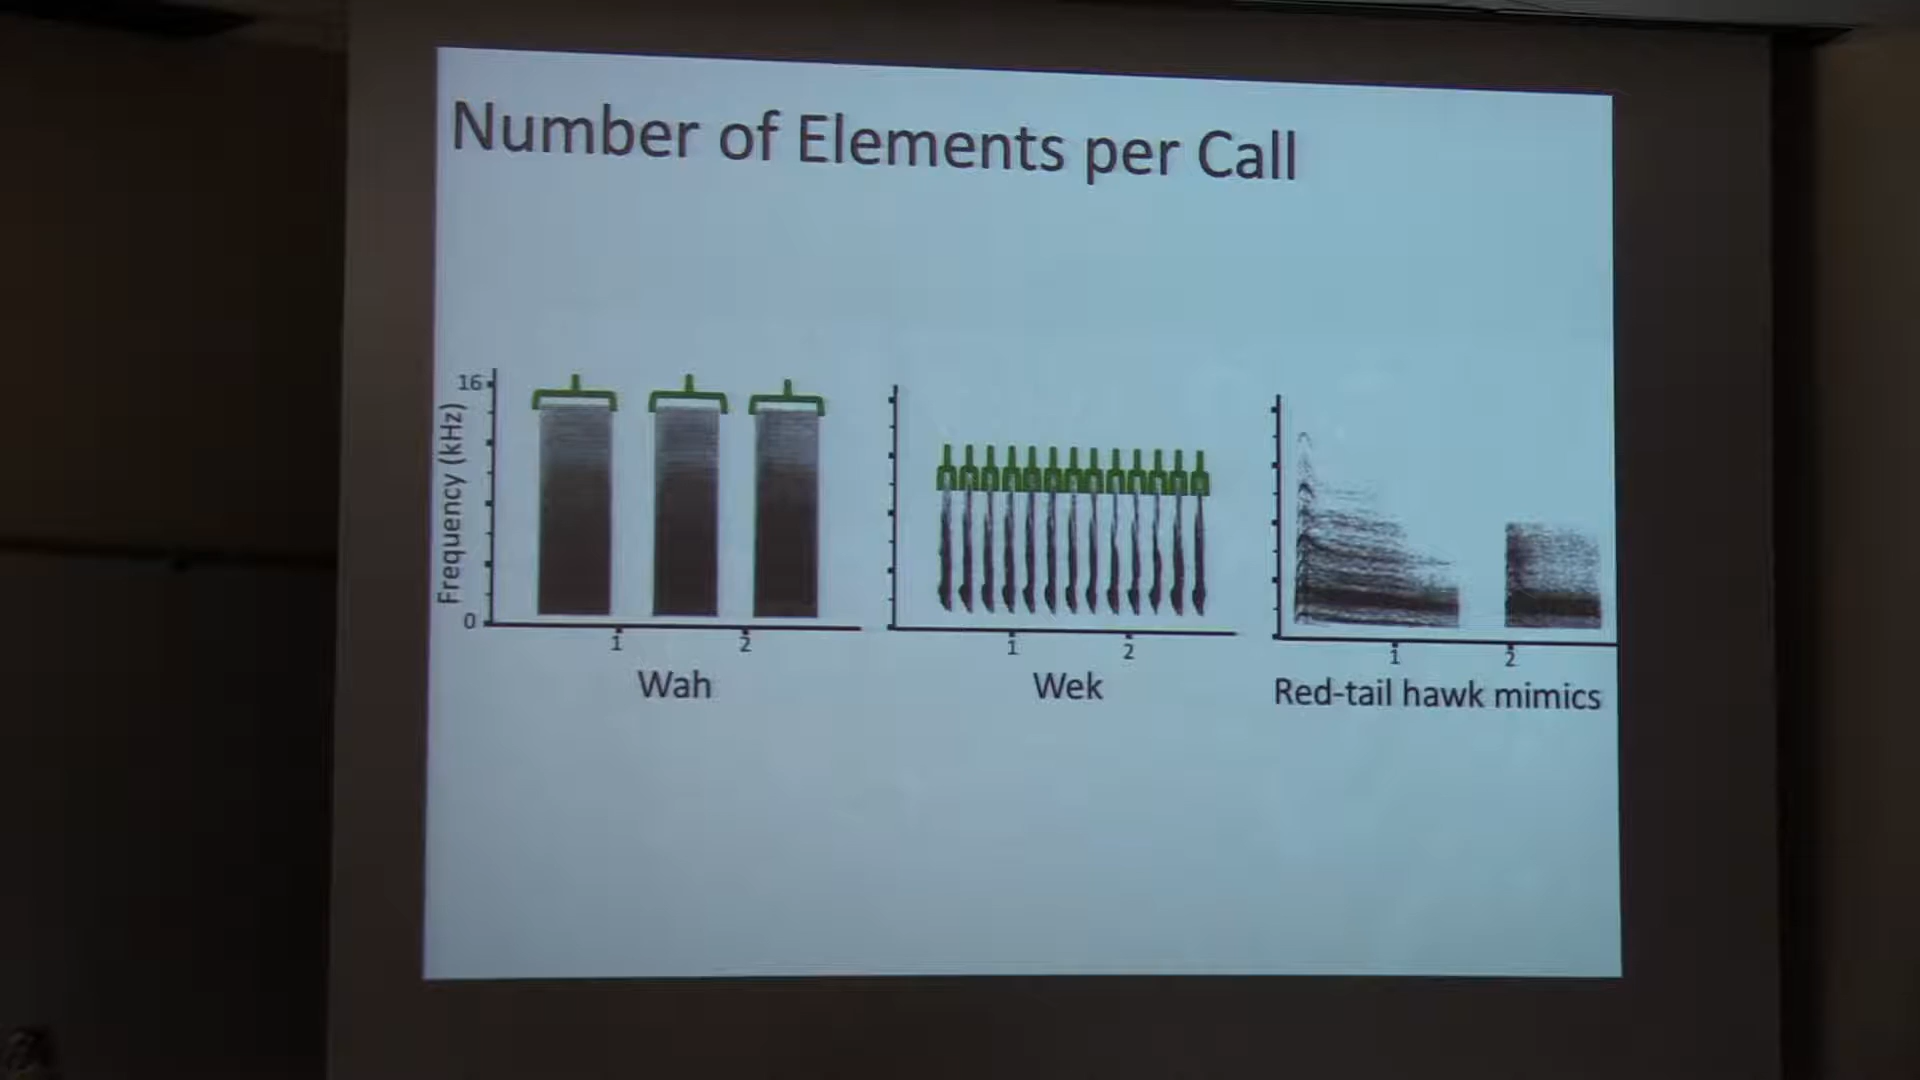 Number of Elements per Call
16
Frequency (kHz)
0
1 2
1 2
1 2
Wah
Wek
Red-tail hawk mimics